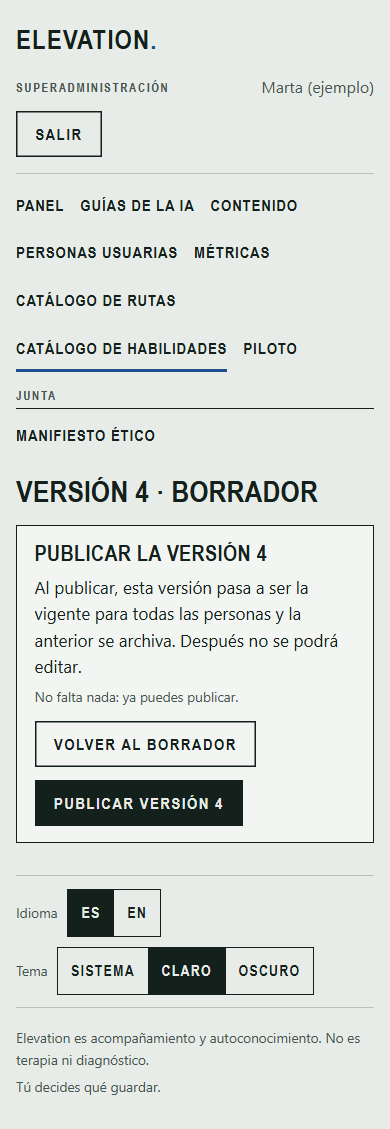 ELEVATION.
SUPERADMINISTRACIÓN
Marta (ejemplo)
SALIR
PANEL GUÍAS DE LA IA CONTENIDO
PERSONAS USUARIAS MÉTRICAS
CATÁLOGO DE RUTAS
CATÁLOGO DE HABILIDADES PILOTO
JUNTA
MANIFIESTO ÉTICO
VERSIÓN 4 · BORRADOR
PUBLICAR LA VERSIÓN 4
Al publicar, esta versión pasa a ser la
vigente para todas las personas y la
anterior se archiva. Después no se podrá
editar.
No falta nada: ya puedes publicar.
VOLVER AL BORRADOR
PUBLICAR VERSIÓN 4
Idioma ES EN
Tema SISTEMA CLARO OSCURO
Elevation es acompañamiento y autoconocimiento. No es
terapia ni diagnóstico.
Tú decides qué guardar.